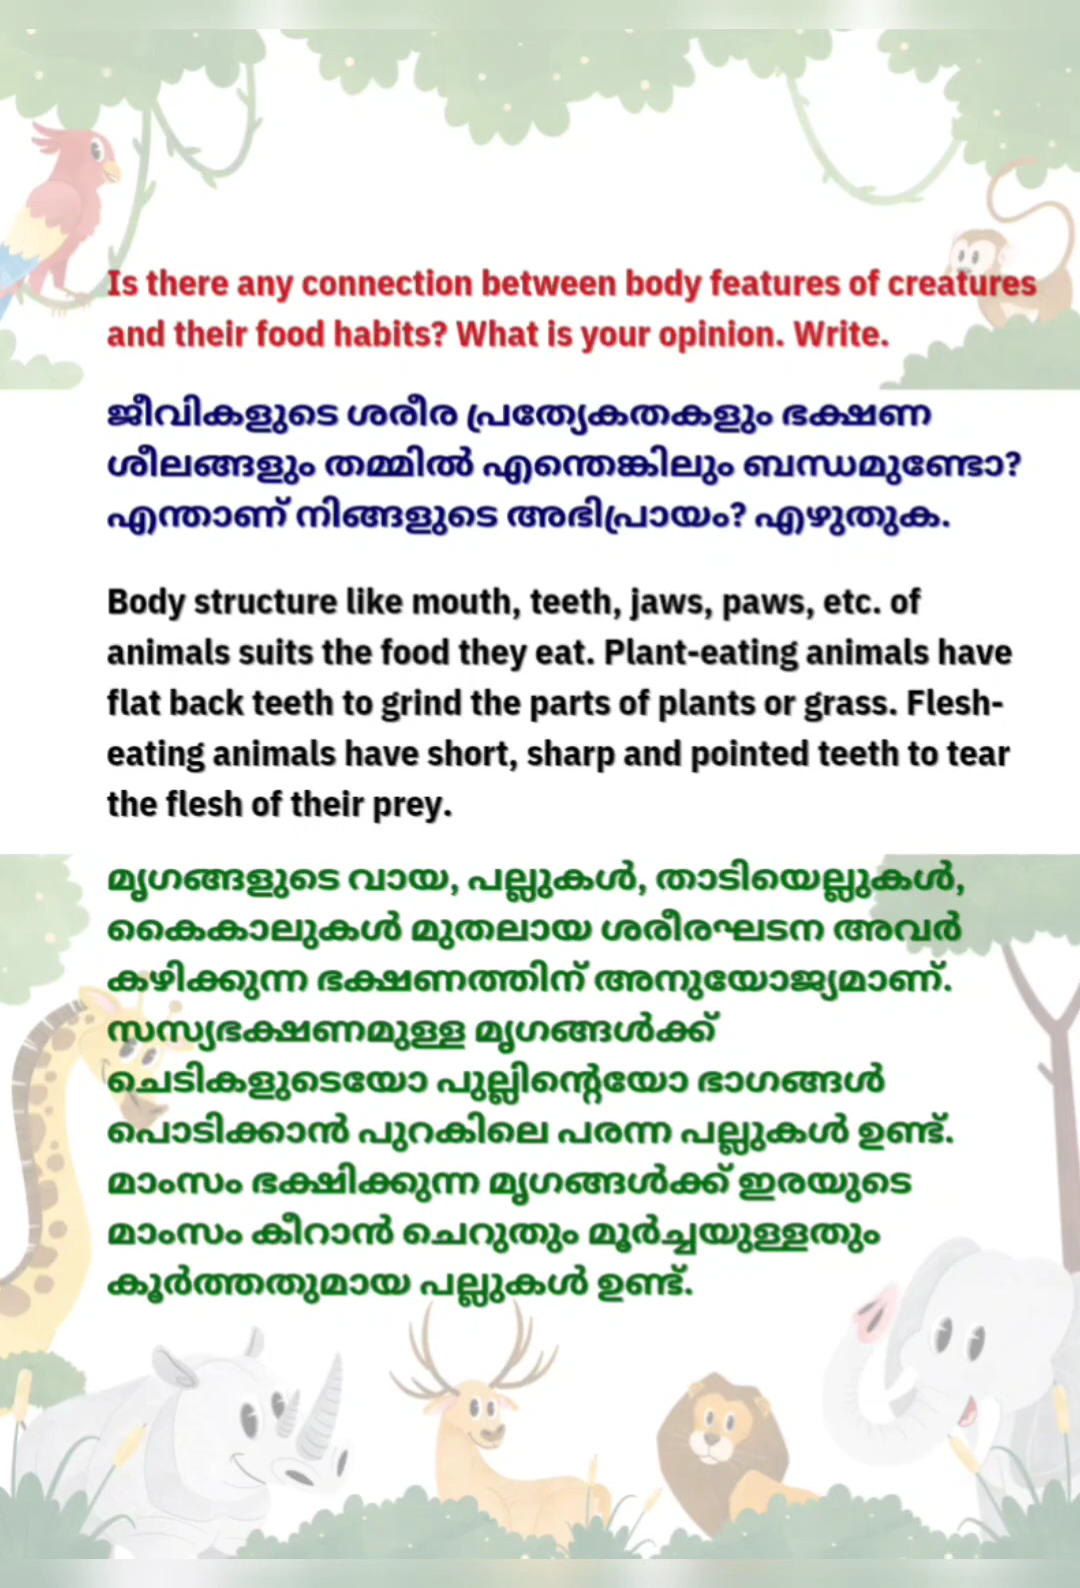 Is there any connection between body features of creatures
and their food habits? What is your opinion. Write.
ജീവികളുടെ ശരീര പ്രത്യേകതകളും ഭക്ഷണ
ശീലങ്ങളും തമ്മിൽ എന്തെങ്കിലും ബന്ധമുണ്ടോ?
എന്താണ് നിങ്ങളുടെ അഭിപ്രായം? എഴുതുക.
Body structure like mouth, teeth, jaws, paws, etc. of
animals suits the food they eat. Plant-eating animals have
flat back teeth to grind the parts of plants or grass. Flesh-
eating animals have short, sharp and pointed teeth to tear
the flesh of their prey.
മൃഗങ്ങളുടെ വായ, പല്ലുകൾ, താടിയെല്ലുകൾ,
കൈകാലുകൾ മുതലായ ശരീരഘടന അവർ
കഴിക്കുന്ന ഭക്ഷണത്തിന് അനുയോജ്യമാണ്.
സസ്യഭക്ഷണമുള്ള മൃഗങ്ങൾക്ക്
ചെടികളുടെയോ പുല്ലിന്റെയോ ഭാഗങ്ങൾ
പൊടിക്കാൻ പുറകിലെ പരന്ന പല്ലുകൾ ഉണ്ട്.
മാംസം ഭക്ഷിക്കുന്ന മൃഗങ്ങൾക്ക് ഇരയുടെ
മാംസം കീറാൻ ചെറുതും മൂർച്ചയുള്ളതും
കൂർത്തതുമായ പല്ലുകൾ ഉണ്ട്.